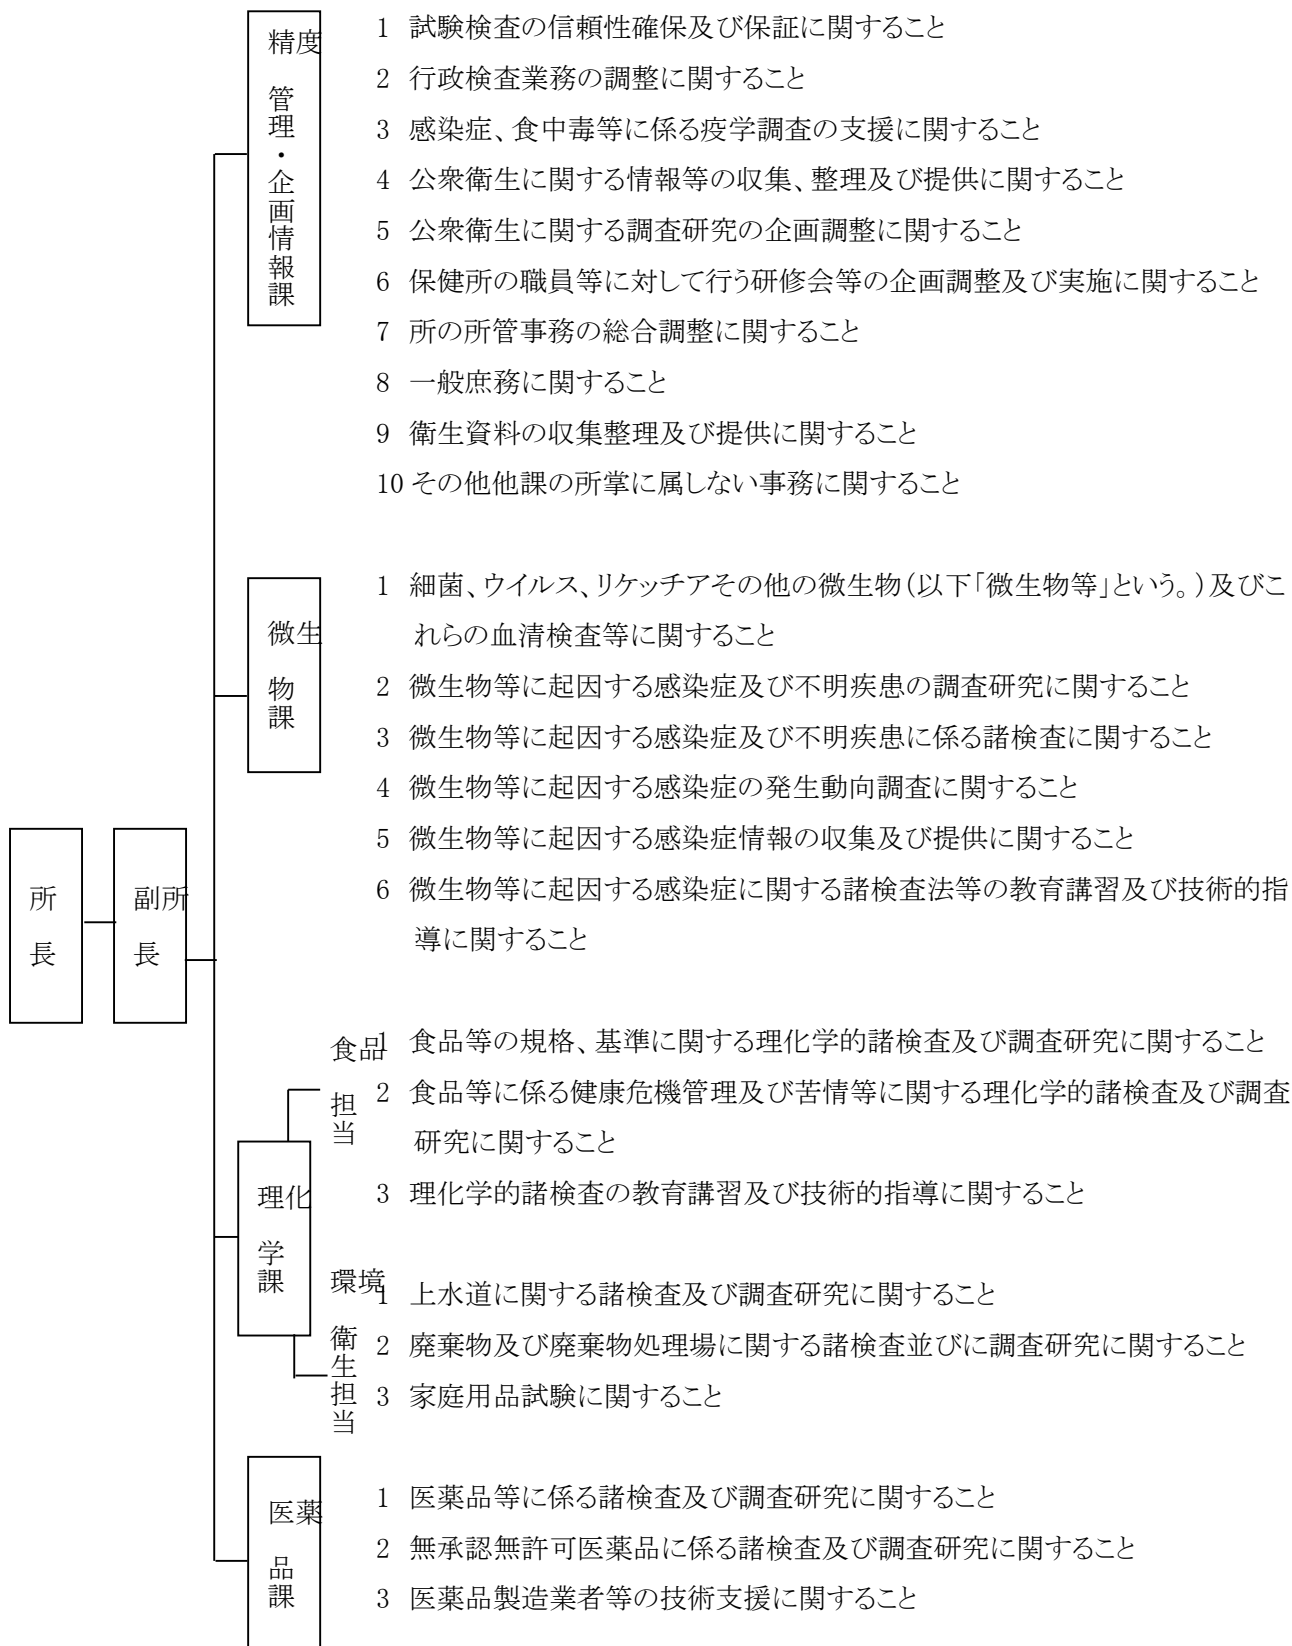 精度管理・企画情報課
1 試験検査の信頼性確保及び保証に関すること
2 行政検査業務の調整に関すること
3 感染症、食中毒等に係る疫学調査の支援に関すること
4 公衆衛生に関する情報等の収集、整理及び提供に関すること
5 公衆衛生に関する調査研究の企画調整に関すること
6 保健所の職員等に対して行う研修会等の企画調整及び実施に関すること
7 所の所管事務の総合調整に関すること
8 一般庶務に関すること
9 衛生資料の収集整理及び提供に関すること
10 その他他課の所掌に属しない事務に関すること
微生物課
1 細菌、ウイルス、リケッチアその他の微生物(以下「微生物等」という。)及びこ
れらの血清検査等に関すること
2 微生物等に起因する感染症及び不明疾患の調査研究に関すること
3 微生物等に起因する感染症及び不明疾患に係る諸検査に関すること
4 微生物等に起因する感染症の発生動向調査に関すること
5 微生物等に起因する感染症情報の収集及び提供に関すること
6 微生物等に起因する感染症に関する諸検査法等の教育講習及び技術的指
導に関すること
所長
副所長
理化学課
食品担当
1 食品等の規格、基準に関する理化学的諸検査及び調査研究に関すること
2 食品等に係る健康危機管理及び苦情等に関する理化学的諸検査及び調査
研究に関すること
3 理化学的諸検査の教育講習及び技術的指導に関すること
環境衛生担当
1 上水道に関する諸検査及び調査研究に関すること
2 廃棄物及び廃棄物処理場に関する諸検査並びに調査研究に関すること
3 家庭用品試験に関すること
医薬品課
1 医薬品等に係る諸検査及び調査研究に関すること
2 無承認無許可医薬品に係る諸検査及び調査研究に関すること
3 医薬品製造業者等の技術支援に関すること